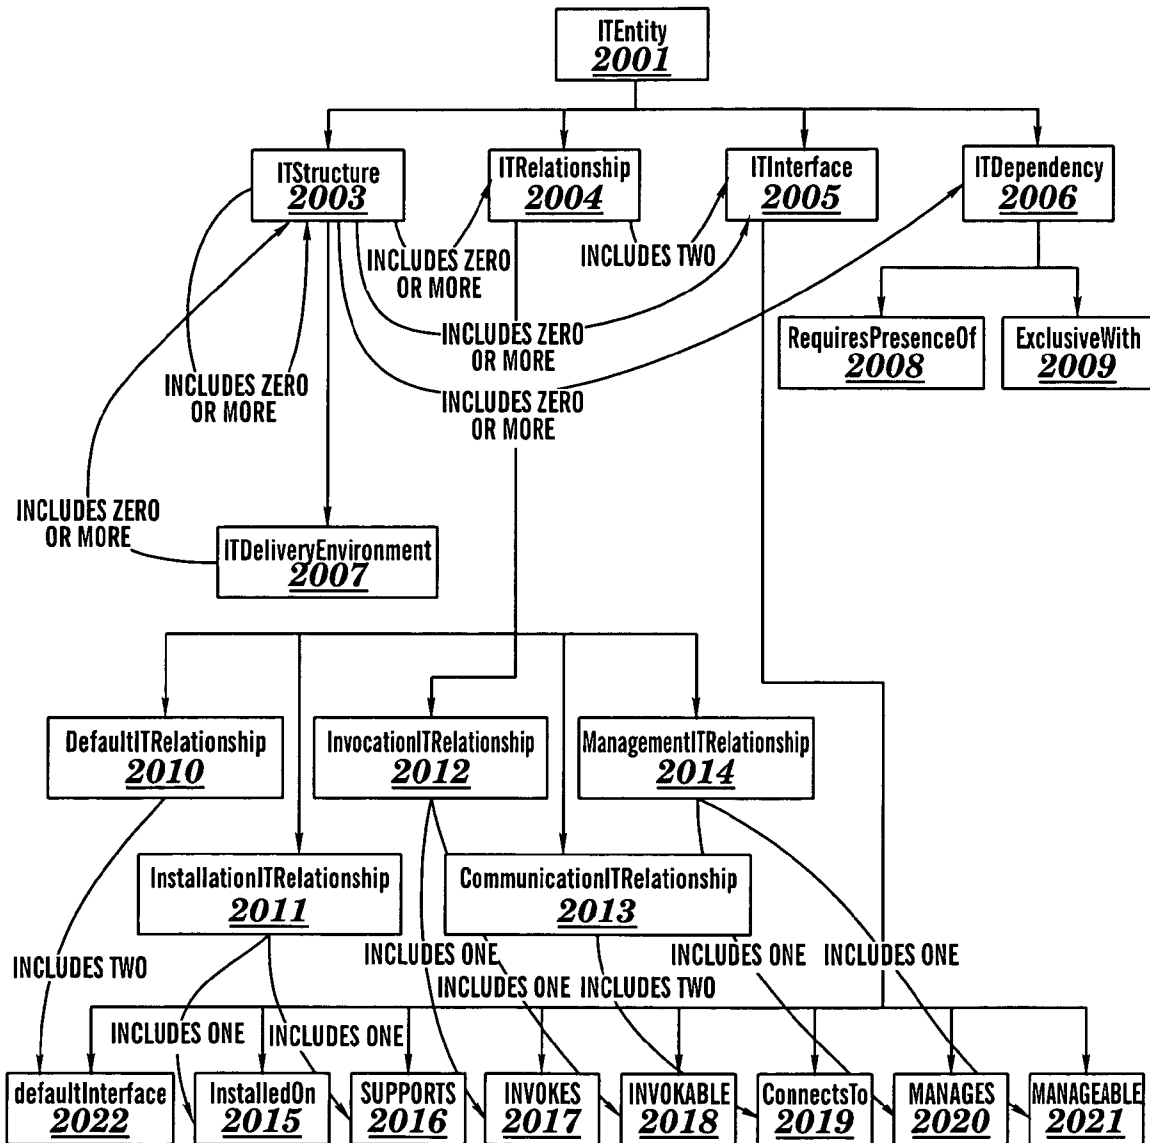 ITEntity
2001
ITStructure
2003
ITRelationship
2004
ITInterface
2005
ITDependency
2006
INCLUDES ZERO
OR MORE
INCLUDES TWO
INCLUDES ZERO
OR MORE
RequiresPresenceOf
2008
ExclusiveWith
2009
INCLUDES ZERO
OR MORE
INCLUDES ZERO
OR MORE
INCLUDES ZERO
OR MORE
ITDeliveryEnvironment
2007
DefaultITRelationship
2010
InvocationITRelationship
2012
ManagementITRelationship
2014
InstallationITRelationship
2011
CommunicationITRelationship
2013
INCLUDES TWO
INCLUDES ONE
INCLUDES ONE
INCLUDES ONE
INCLUDES ONE
INCLUDES TWO
INCLUDES ONE
INCLUDES ONE
defaultInterface
2022
InstalledOn
2015
SUPPORTS
2016
INVOKES
2017
INVOKABLE
2018
ConnectsTo
2019
MANAGES
2020
MANAGEABLE
2021